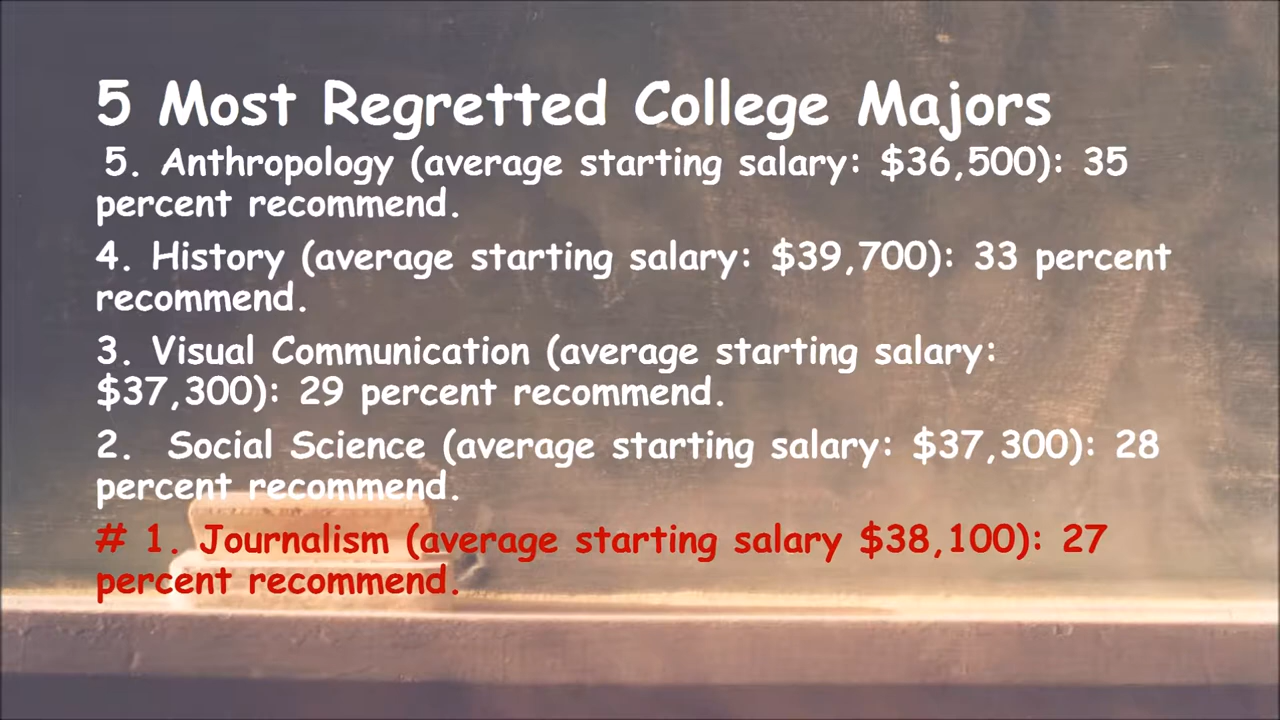 5 Most Regretted College Majors
5. Anthropology (average starting salary: $36,500): 35
percent recommend.
4. History (average starting salary: $39,700): 33 percent
recommend.
3. Visual Communication (average starting salary:
$37,300): 29 percent recommend.
2. Social Science (average starting salary: $37,300): 28
percent recommend.
# 1. Journalism (average starting salary $38,100): 27
percent recommend.